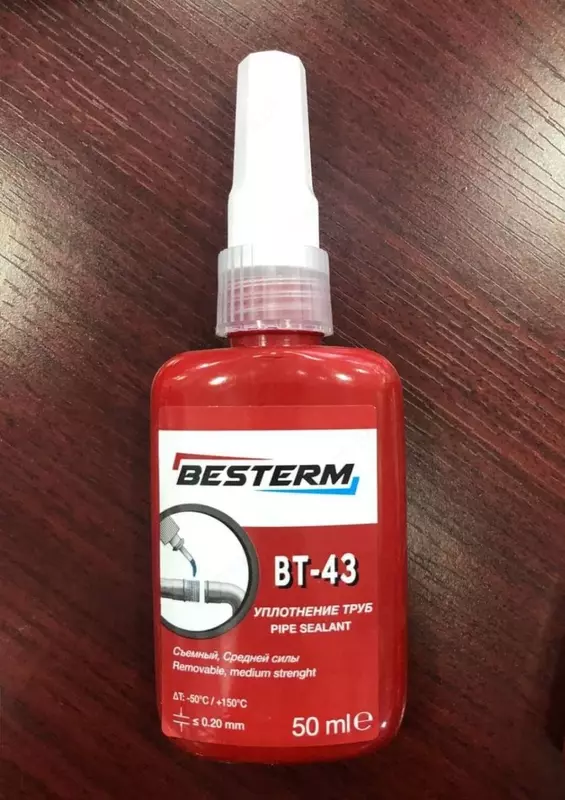 BESTERM
BT-43
УПЛОТНЕНИЕ ТРУБ
PIPE SEALANT
Съемный, Средней силы
Removable, medium strenght
ΔT: -50°C / +150°C
≤ 0.20 mm
50 ml e